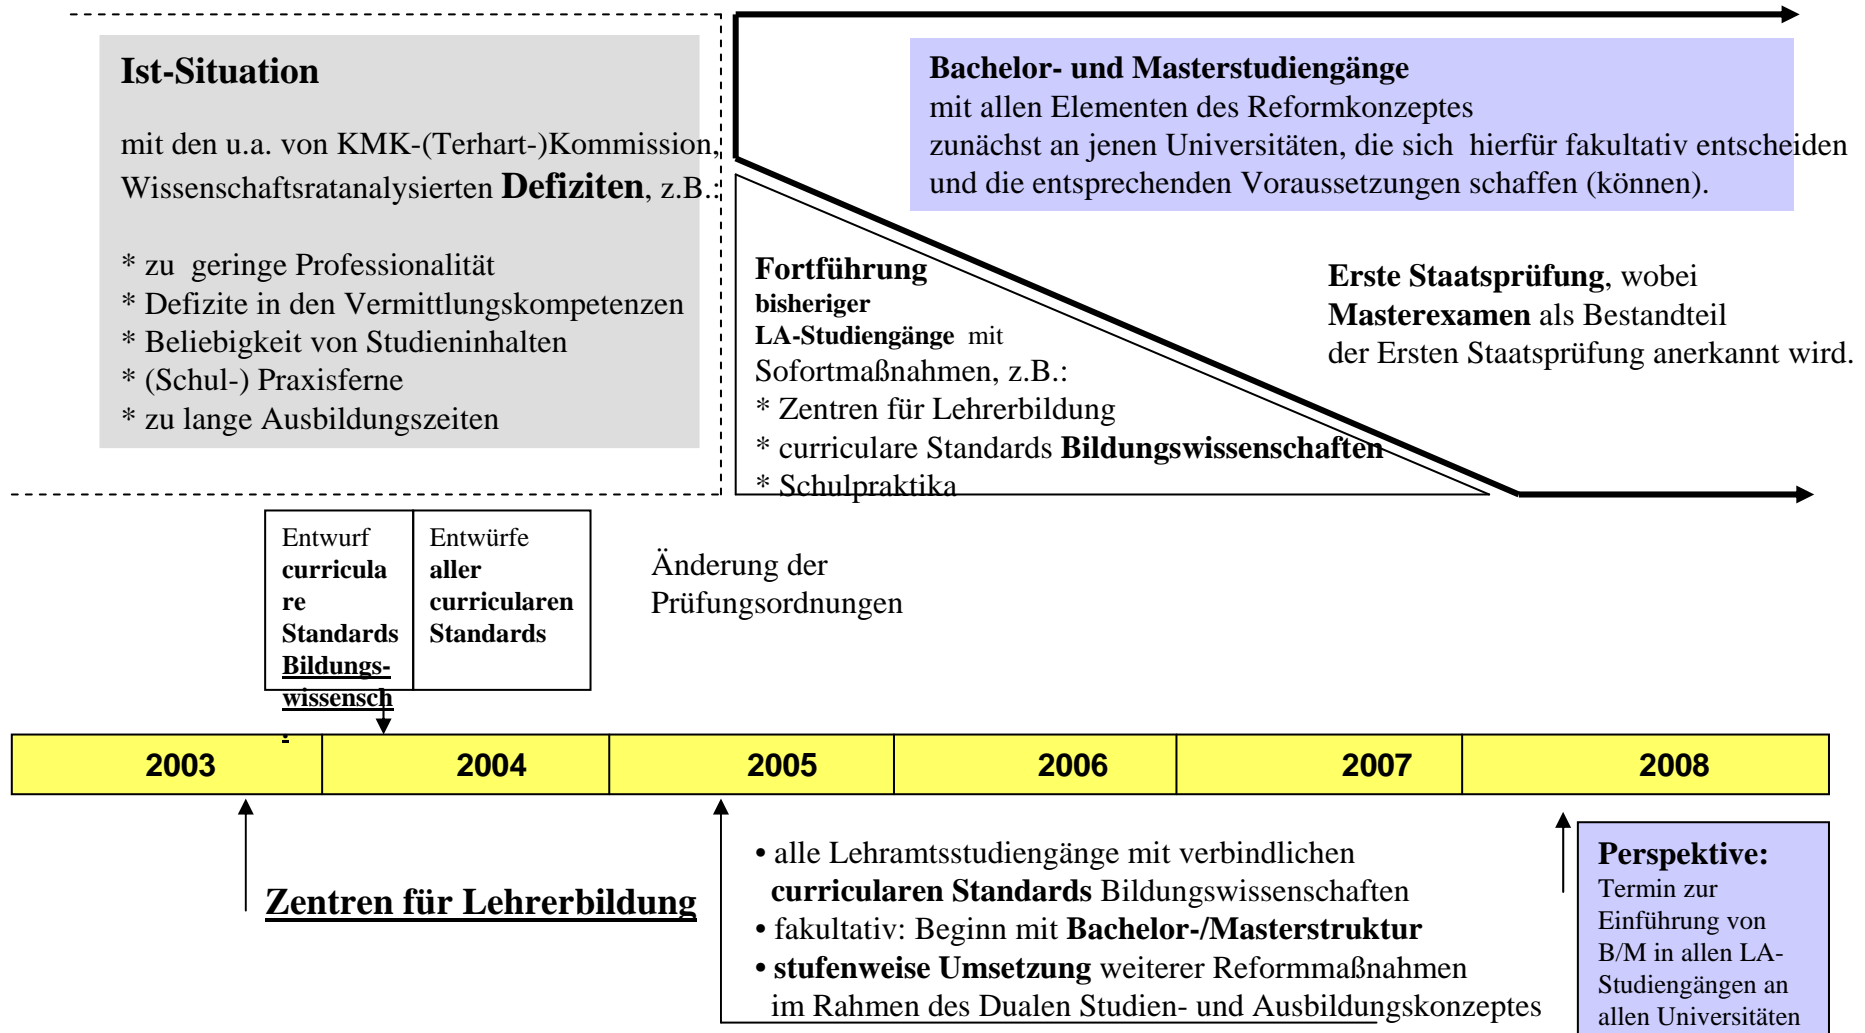 Ist-Situation
mit den u.a. von KMK-(Terhart-)Kommission,
Wissenschaftsratanalysierten Defiziten, z.B.:
* zu geringe Professionalität
* Defizite in den Vermittlungskompetenzen
* Beliebigkeit von Studieninhalten
* (Schul-) Praxisferne
* zu lange Ausbildungszeiten
Bachelor- und Masterstudiengänge
mit allen Elementen des Reformkonzeptes
zunächst an jenen Universitäten, die sich hierfür fakultativ entscheiden
und die entsprechenden Voraussetzungen schaffen (können).
Fortführung
bisheriger
LA-Studiengänge mit
Sofortmaßnahmen, z.B.:
* Zentren für Lehrerbildung
* curriculare Standards Bildungswissenschaften
* Schulpraktika
Erste Staatsprüfung, wobei
Masterexamen als Bestandteil
der Ersten Staatsprüfung anerkannt wird.
Entwurf
curricula
re
Standards
Bildungs-
wissensch
.
Entwürfe
aller
curricularen
Standards
Änderung der
Prüfungsordnungen
2003 2004 2005 2006 2007 2008
Zentren für Lehrerbildung
• alle Lehramtsstudiengänge mit verbindlichen
curricularen Standards Bildungswissenschaften
• fakultativ: Beginn mit Bachelor-/Masterstruktur
• stufenweise Umsetzung weiterer Reformmaßnahmen
im Rahmen des Dualen Studien- und Ausbildungskonzeptes
Perspektive:
Termin zur
Einführung von
B/M in allen LA-
Studiengängen an
allen Universitäten